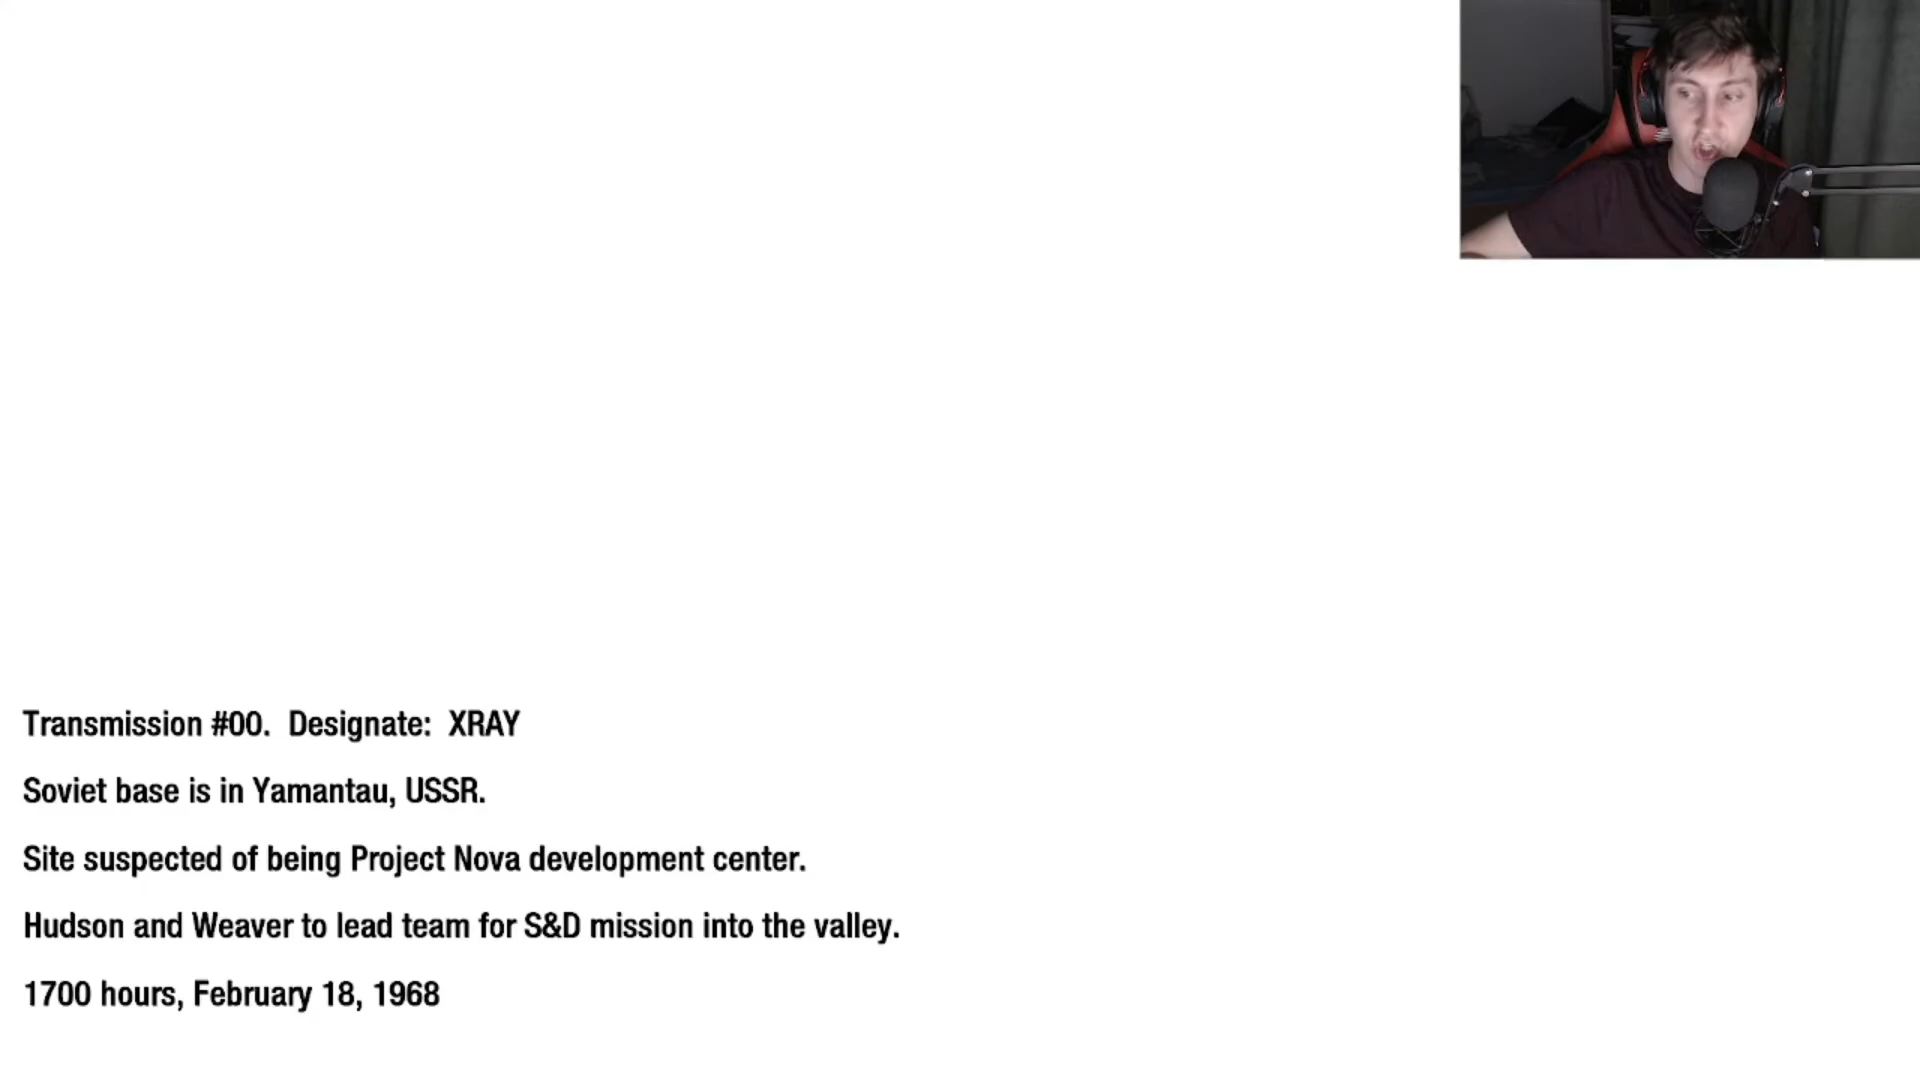 Transmission #00.  Designate:  XRAY
Soviet base is in Yamantau, USSR.
Site suspected of being Project Nova development center.
Hudson and Weaver to lead team for S&D mission into the valley.
1700 hours, February 18, 1968